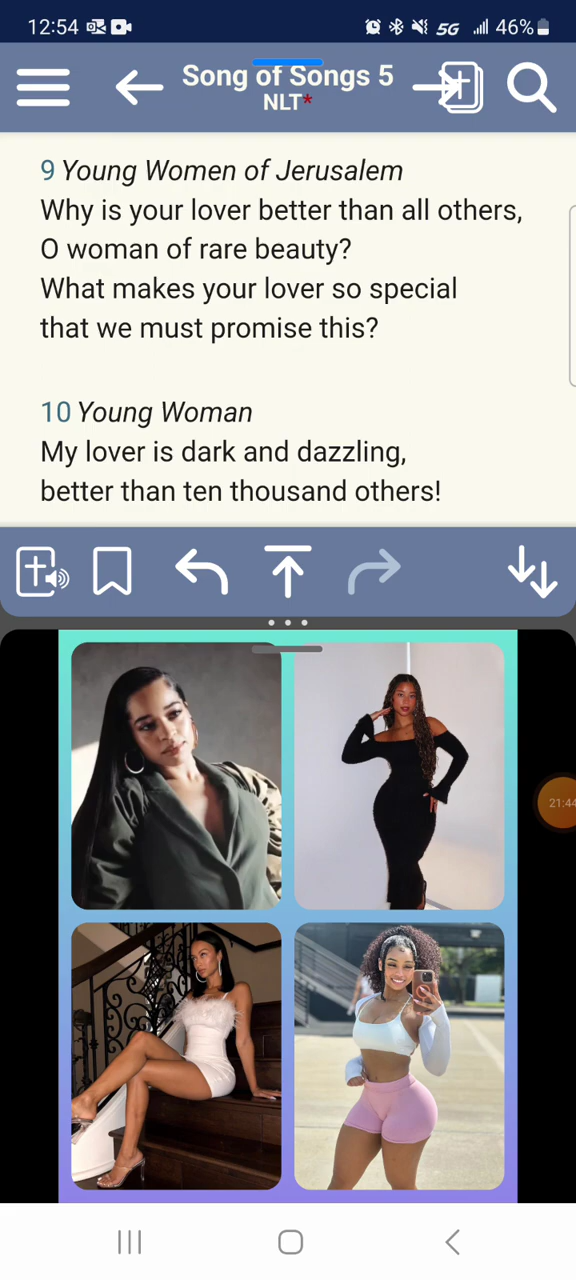 12:54 5G 46%
Song of Songs 5
NLT*
9 Young Women of Jerusalem
Why is your lover better than all others,
O woman of rare beauty?
What makes your lover so special
that we must promise this?
10 Young Woman
My lover is dark and dazzling,
better than ten thousand others!
21:44